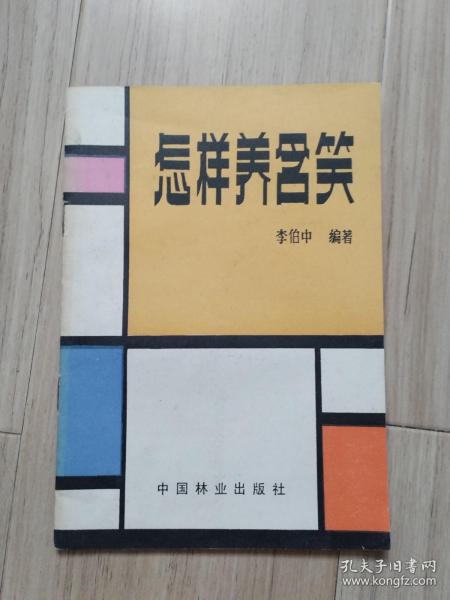 怎样养含笑
李伯中 编著
中国林业出版社
孔夫子旧书网
www.kongfz.com